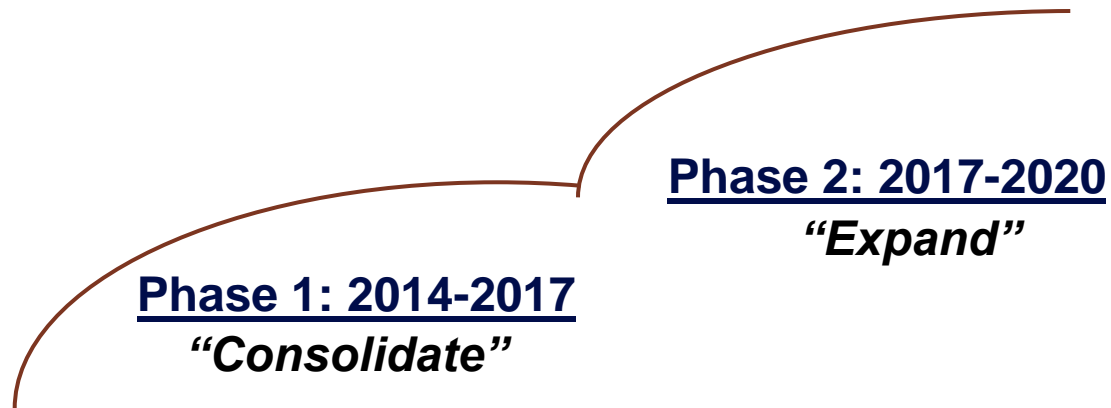 Phase 2: 2017-2020
“Expand”
Phase 1: 2014-2017
“Consolidate”